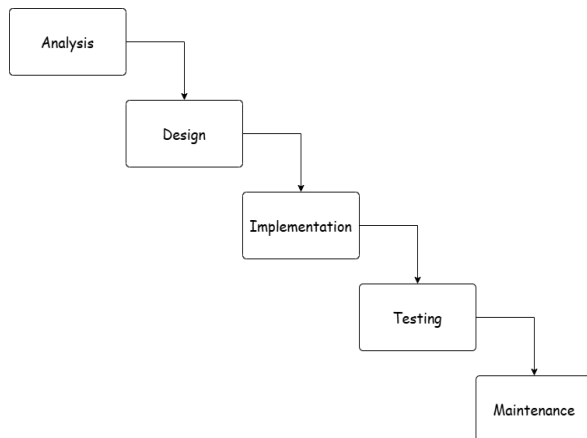 Analysis
Design
Implementation
Testing
Maintenance